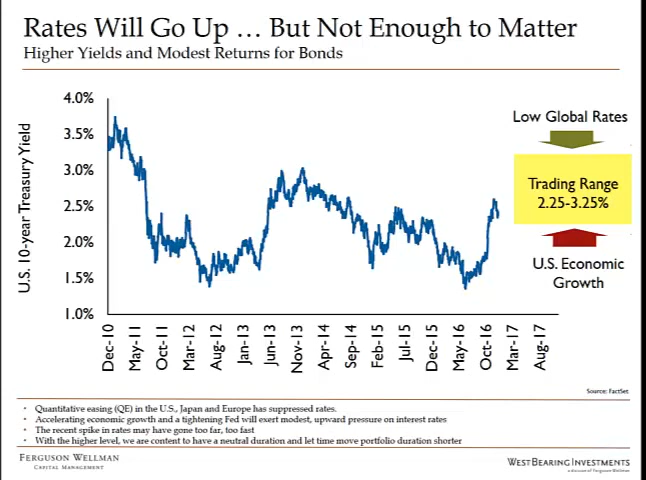 Rates Will Go Up … But Not Enough to Matter
Higher Yields and Modest Returns for Bonds
U.S. 10-year Treasury Yield
4.0%
3.5%
3.0%
2.5%
2.0%
1.5%
1.0%
Dec-10
May-11
Oct-11
Mar-12
Aug-12
Jan-13
Jun-13
Nov-13
Apr-14
Sep-14
Feb-15
Jul-15
Dec-15
May-16
Oct-16
Mar-17
Aug-17
Low Global Rates
Trading Range
2.25-3.25%
U.S. Economic
Growth
Source: FactSet
• Quantitative easing (QE) in the U.S., Japan and Europe has suppressed rates.
• Accelerating economic growth and a tightening Fed will exert modest, upward pressure on interest rates
• The recent spike in rates may have gone too far, too fast
• With the higher level, we are content to have a neutral duration and let time move portfolio duration shorter
FERGUSON WELLMAN
CAPITAL MANAGEMENT
WEST BEARING INVESTMENTS
a division of Ferguson Wellman